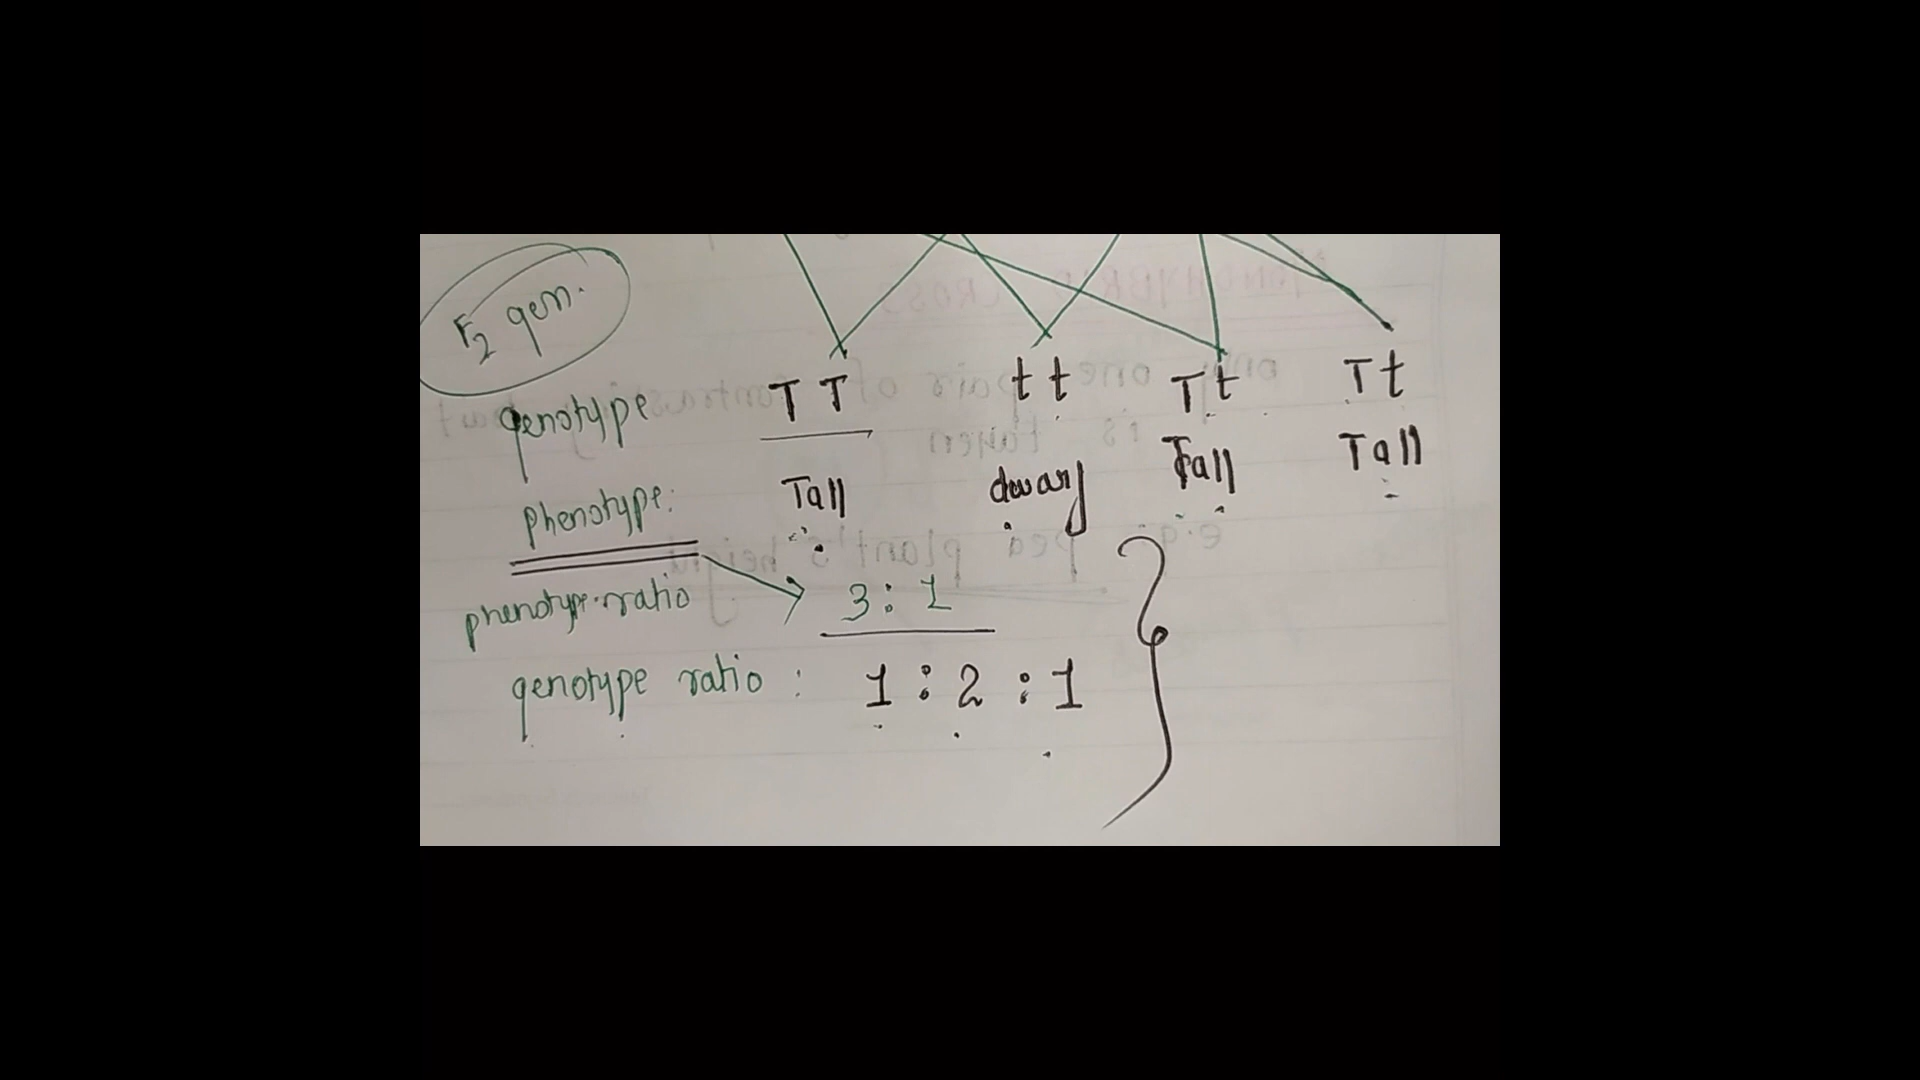 F2 gen.
genotype TT tt Tt Tt
phenotype: Tall dwarf Tall Tall
phenotype ratio 3:1
genotype ratio : 1:2:1